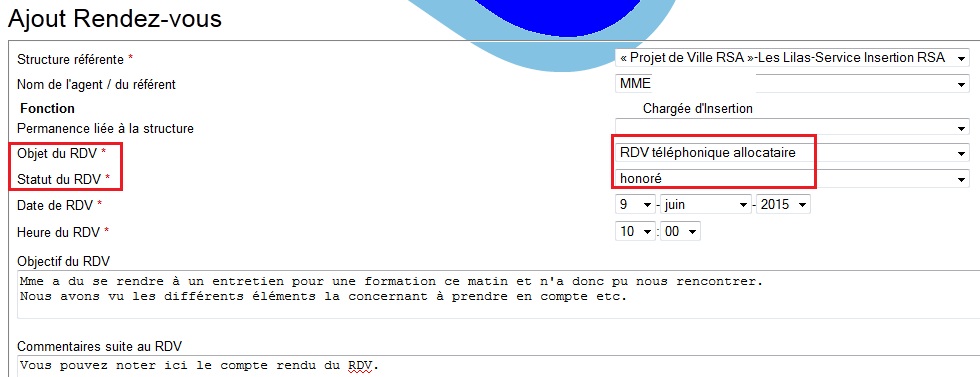 Ajout Rendez-vous
Structure référente * « Projet de Ville RSA »-Les Lilas-Service Insertion RSA
Nom de l'agent / du référent MME
Fonction Chargée d'Insertion
Permanence liée à la structure
Objet du RDV * RDV téléphonique allocataire
Statut du RDV * honoré
Date de RDV * 9 - juin - 2015
Heure du RDV * 10 : 00
Objectif du RDV
Mme a du se rendre à un entretien pour une formation ce matin et n'a donc pu nous rencontrer.
Nous avons vu les différents éléments la concernant à prendre en compte etc.
Commentaires suite au RDV
Vous pouvez noter ici le compte rendu du RDV.